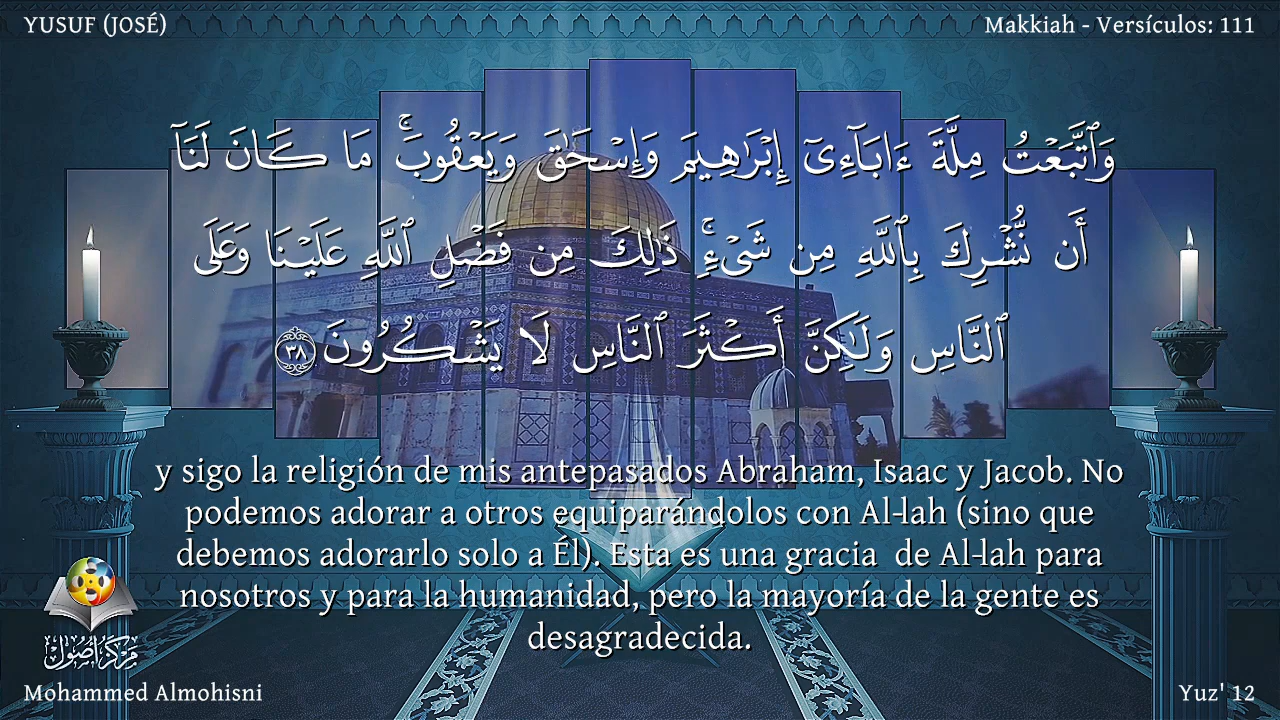 YUSUF (JOSÉ)
Makkiah - Versículos: 111
وَٱتَّبَعۡتُ مِلَّةَ ءَابَآءِيٓ إِبۡرَٰهِيمَ وَإِسۡحَٰقَ وَيَعۡقُوبَۚ مَا كَانَ لَنَآ
أَن نُّشۡرِكَ بِٱللَّهِ مِن شَيۡءٖۚ ذَٰلِكَ مِن فَضۡلِ ٱللَّهِ عَلَيۡنَا وَعَلَى
ٱلنَّاسِ وَلَٰكِنَّ أَكۡثَرَ ٱلنَّاسِ لَا يَشۡكُرُونَ ٣٨
y sigo la religión de mis antepasados Abraham, Isaac y Jacob. No
podemos adorar a otros equiparándolos con Al-lah (sino que
debemos adorarlo solo a Él). Esta es una gracia  de Al-lah para
nosotros y para la humanidad, pero la mayoría de la gente es
desagradecida.
مركز أصول
Mohammed Almohisni
Yuz' 12